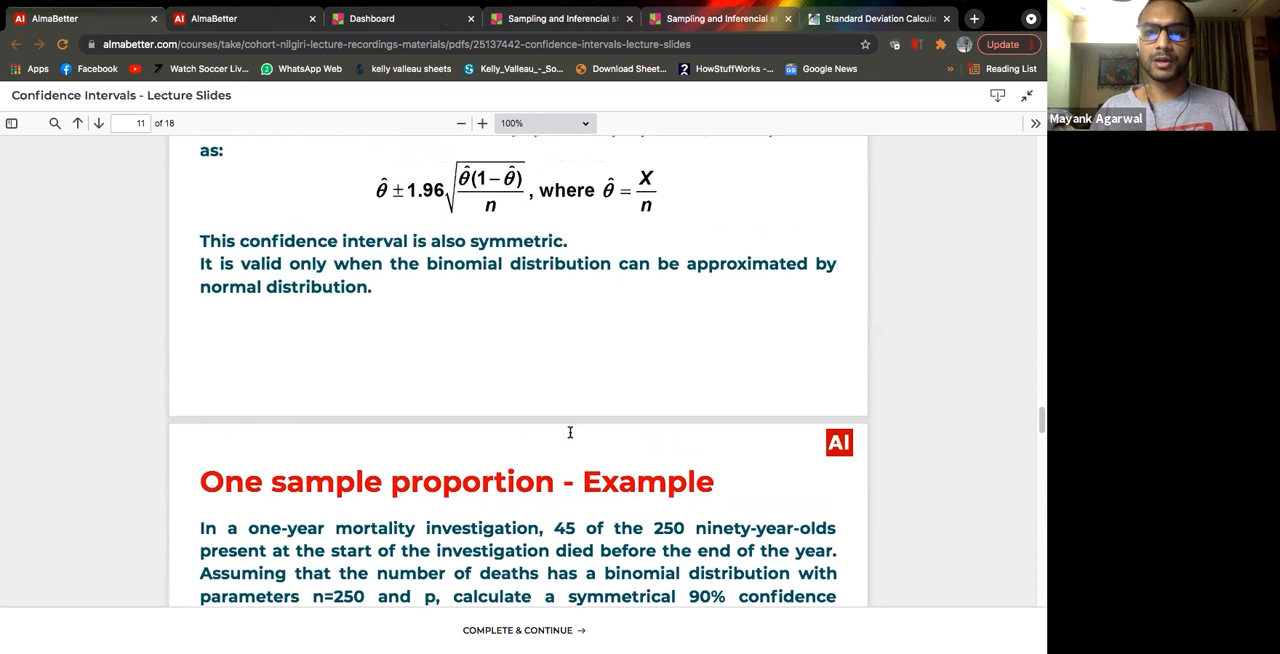 AlmaBetter
AlmaBetter
Dashboard
Sampling and Inferencial st
Sampling and Inferencial st
Standard Deviation Calcula
almabetter.com/courses/take/cohort-nilgiri-lecture-recordings-materials/pdfs/25137442-confidence-intervals-lecture-slides
Update
Apps
Facebook
Watch Soccer Liv...
WhatsApp Web
kelly valleau sheets
Kelly_Valleau_-_So...
Download Sheet...
HowStuffWorks -...
Google News
»
Reading List
Confidence Intervals - Lecture Slides
11 of 18
100%
Mayank Agarwal
as:
θ̂ ± 1.96 √(θ̂(1 − θ̂)/n) , where θ̂ = X/n
This confidence interval is also symmetric.
It is valid only when the binomial distribution can be approximated by
normal distribution.
AI
One sample proportion - Example
In a one-year mortality investigation, 45 of the 250 ninety-year-olds
present at the start of the investigation died before the end of the year.
Assuming that the number of deaths has a binomial distribution with
parameters n=250 and p, calculate a symmetrical 90% confidence
COMPLETE & CONTINUE →